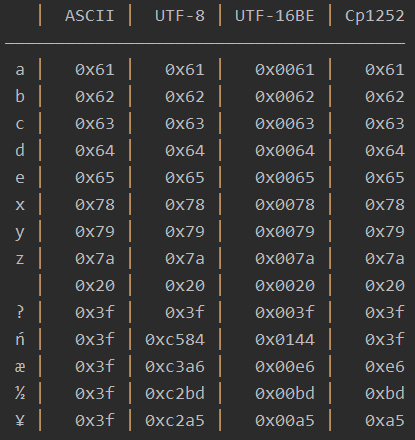 | ASCII | UTF-8 | UTF-16BE | Cp1252
a | 0x61 | 0x61 | 0x0061 | 0x61
b | 0x62 | 0x62 | 0x0062 | 0x62
c | 0x63 | 0x63 | 0x0063 | 0x63
d | 0x64 | 0x64 | 0x0064 | 0x64
e | 0x65 | 0x65 | 0x0065 | 0x65
x | 0x78 | 0x78 | 0x0078 | 0x78
y | 0x79 | 0x79 | 0x0079 | 0x79
z | 0x7a | 0x7a | 0x007a | 0x7a
| 0x20 | 0x20 | 0x0020 | 0x20
? | 0x3f | 0x3f | 0x003f | 0x3f
ń | 0x3f | 0xc584 | 0x0144 | 0x3f
æ | 0x3f | 0xc3a6 | 0x00e6 | 0xe6
½ | 0x3f | 0xc2bd | 0x00bd | 0xbd
¥ | 0x3f | 0xc2a5 | 0x00a5 | 0xa5